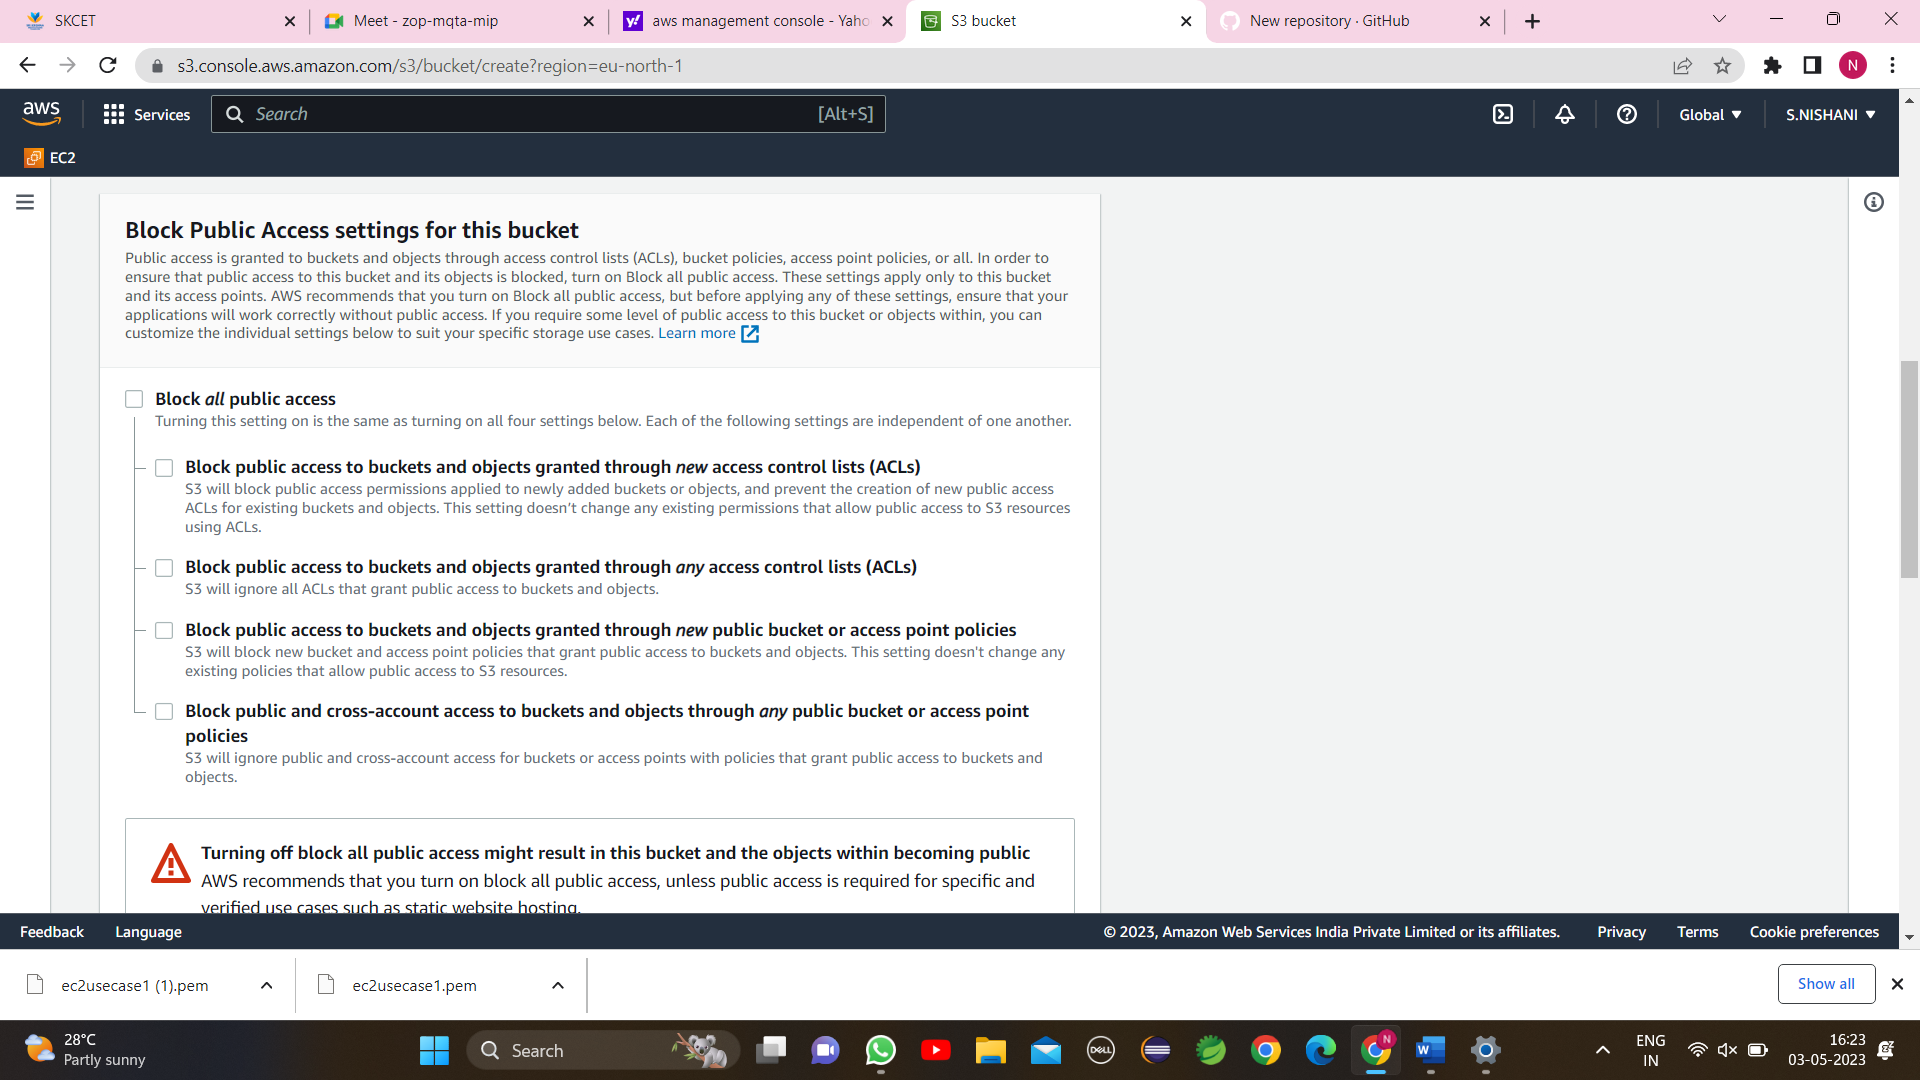 SKCET
Meet - zop-mqta-mip
aws management console - Yaho
S3 bucket
New repository · GitHub
s3.console.aws.amazon.com/s3/bucket/create?region=eu-north-1
N
aws
Services
Search
[Alt+S]
Global
S.NISHANI
EC2
Block Public Access settings for this bucket
Public access is granted to buckets and objects through access control lists (ACLs), bucket policies, access point policies, or all. In order to
ensure that public access to this bucket and its objects is blocked, turn on Block all public access. These settings apply only to this bucket
and its access points. AWS recommends that you turn on Block all public access, but before applying any of these settings, ensure that your
applications will work correctly without public access. If you require some level of public access to this bucket or objects within, you can
customize the individual settings below to suit your specific storage use cases. Learn more
Block all public access
Turning this setting on is the same as turning on all four settings below. Each of the following settings are independent of one another.
Block public access to buckets and objects granted through new access control lists (ACLs)
S3 will block public access permissions applied to newly added buckets or objects, and prevent the creation of new public access
ACLs for existing buckets and objects. This setting doesn’t change any existing permissions that allow public access to S3 resources
using ACLs.
Block public access to buckets and objects granted through any access control lists (ACLs)
S3 will ignore all ACLs that grant public access to buckets and objects.
Block public access to buckets and objects granted through new public bucket or access point policies
S3 will block new bucket and access point policies that grant public access to buckets and objects. This setting doesn't change any
existing policies that allow public access to S3 resources.
Block public and cross-account access to buckets and objects through any public bucket or access point
policies
S3 will ignore public and cross-account access for buckets or access points with policies that grant public access to buckets and
objects.
Turning off block all public access might result in this bucket and the objects within becoming public
AWS recommends that you turn on block all public access, unless public access is required for specific and
verified use cases such as static website hosting.
Feedback
Language
© 2023, Amazon Web Services India Private Limited or its affiliates.
Privacy
Terms
Cookie preferences
ec2usecase1 (1).pem
ec2usecase1.pem
Show all
28°C
Partly sunny
Search
DELL
N
W
ENG
IN
16:23
03-05-2023